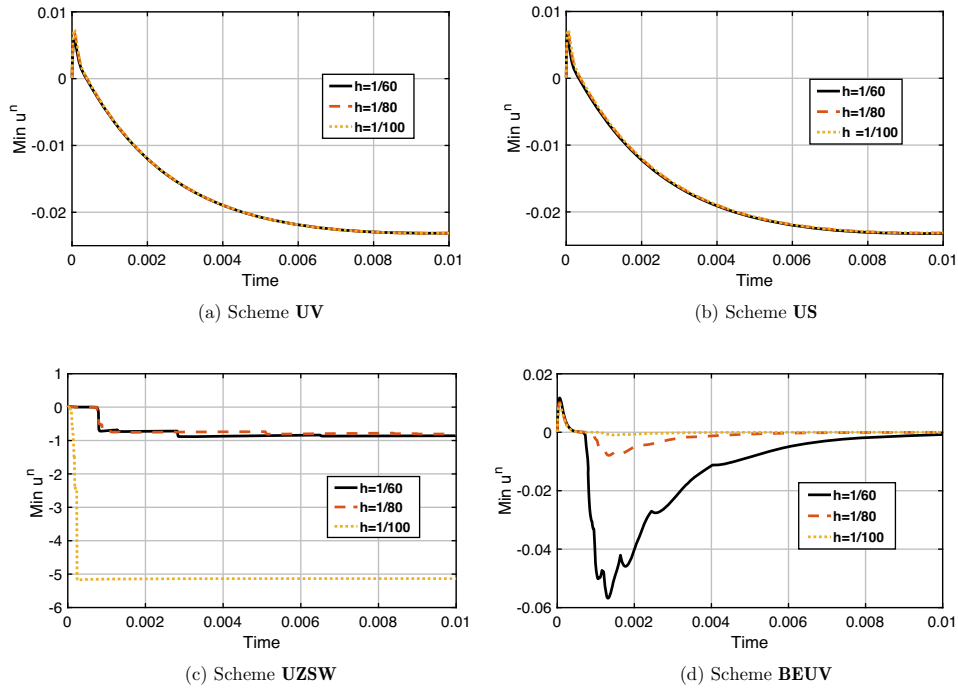 0.01
0
-0.01
-0.02
Min uⁿ
h=1/60
h=1/80
h=1/100
0
0.002
0.004
0.006
0.008
0.01
Time
(a) Scheme UV
0.01
0
-0.01
-0.02
Min uⁿ
h=1/60
h=1/80
h =1/100
0
0.002
0.004
0.006
0.008
0.01
Time
(b) Scheme US
1
0
-1
-2
-3
-4
-5
-6
Min uⁿ
h=1/60
h=1/80
h=1/100
0
0.002
0.004
0.006
0.008
0.01
Time
(c) Scheme UZSW
0.02
0
-0.02
-0.04
-0.06
Min uⁿ
h=1/60
h=1/80
h=1/100
0
0.002
0.004
0.006
0.008
0.01
Time
(d) Scheme BEUV